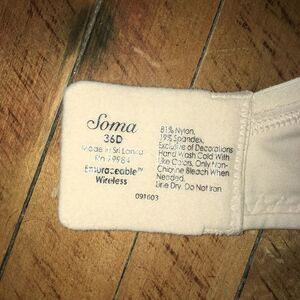 Soma
36D
Made in Sri Lanka
RN 79984
Embraceable™
Wireless
81% Nylon,
19% Spandex,
Exclusive of Decorations
Hand Wash Cold With
Like Colors. Only Non-
Chlorine Bleach When
Needed.
Line Dry. Do Not Iron
091603